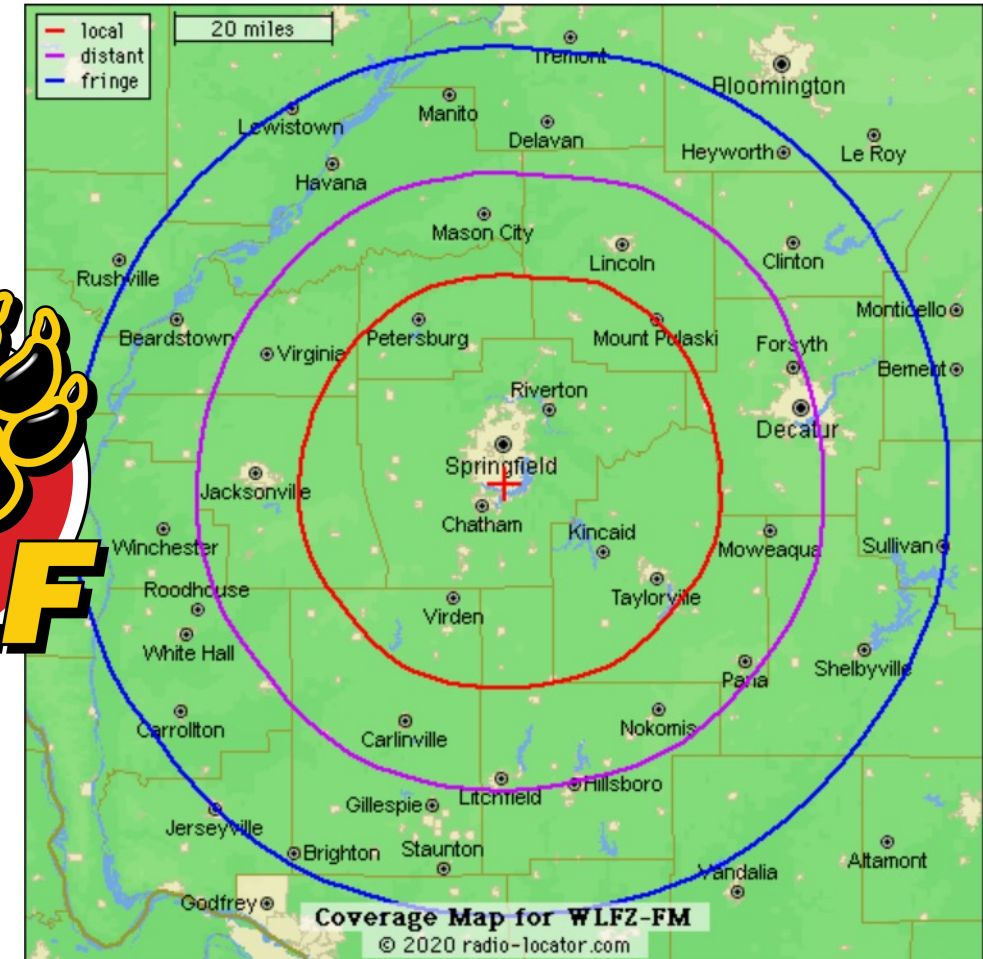 local
distant
fringe
20 miles
Tremont
Bloomington
Lewistown
Manito
Delavan
Heyworth
Le Roy
Havana
Mason City
Lincoln
Clinton
Rushville
Beardstown
Petersburg
Mount Pulaski
Monticello
Virginia
Forsyth
Bement
Riverton
Decatur
Springfield
Jacksonville
Chatham
Kincaid
Winchester
Moweaqua
Sullivan
Roodhouse
Taylorville
Virden
White Hall
Shelbyville
Pana
Carrollton
Carlinville
Nokomis
Litchfield
Hillsboro
Gillespie
Jerseyville
Brighton
Staunton
Vandalia
Altamont
Godfrey
F
Coverage Map for WLFZ-FM
© 2020 radio-locator.com